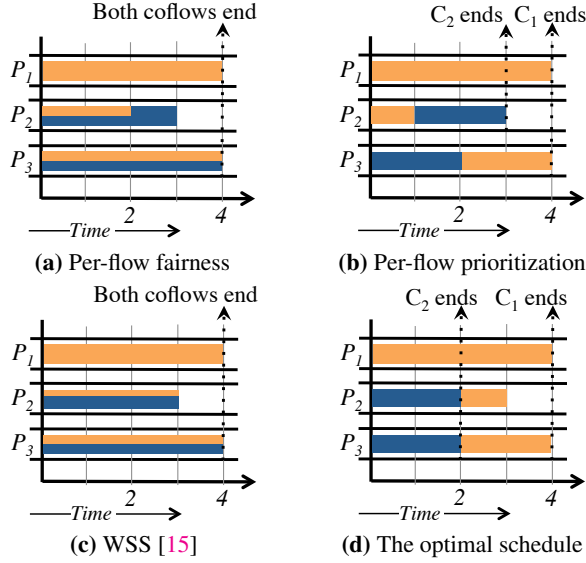 Both coflows end
P1
P2
P3
2 4
Time
(a) Per-flow fairness
C2 ends C1 ends
P1
P2
P3
2 4
Time
(b) Per-flow prioritization
Both coflows end
P1
P2
P3
2 4
Time
(c) WSS [15]
C2 ends C1 ends
P1
P2
P3
2 4
Time
(d) The optimal schedule